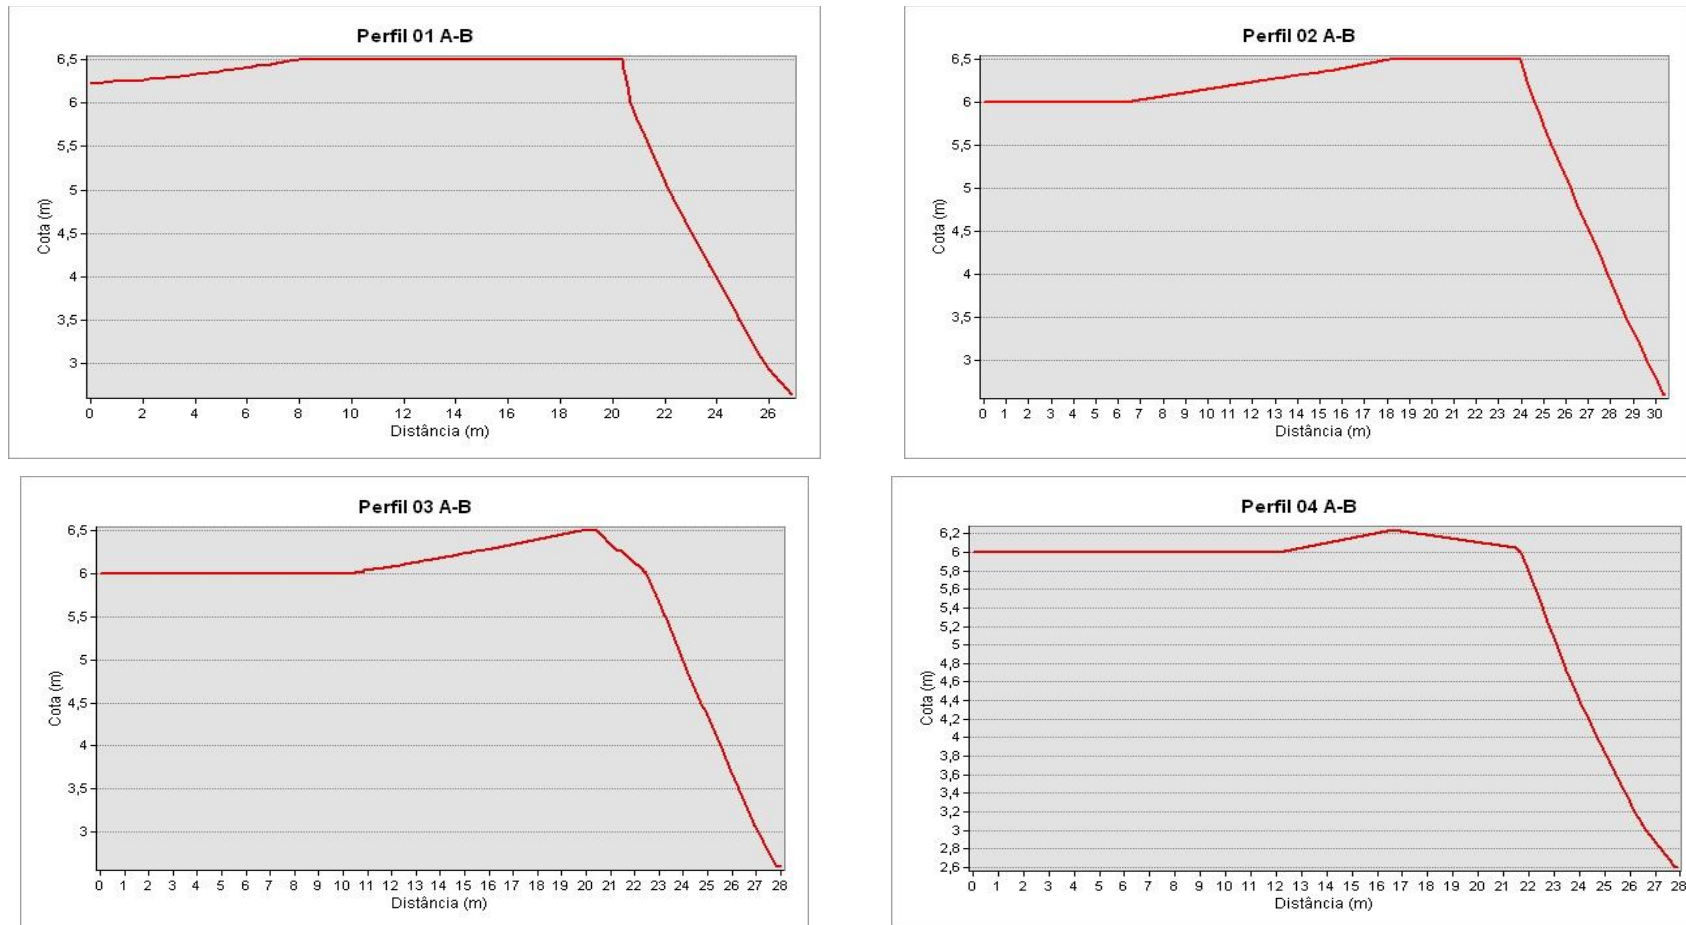 Perfil 01 A-B
6,5
6
5,5
5
4,5
4
3,5
3
Cota (m)
0 2 4 6 8 10 12 14 16 18 20 22 24 26
Distância (m)
Perfil 02 A-B
6,5
6
5,5
5
4,5
4
3,5
3
Cota (m)
0 1 2 3 4 5 6 7 8 9 10 11 12 13 14 15 16 17 18 19 20 21 22 23 24 25 26 27 28 29 30
Distância (m)
Perfil 03 A-B
6,5
6
5,5
5
4,5
4
3,5
3
Cota (m)
0 1 2 3 4 5 6 7 8 9 10 11 12 13 14 15 16 17 18 19 20 21 22 23 24 25 26 27 28
Distância (m)
Perfil 04 A-B
6,2
6
5,8
5,6
5,4
5,2
5
4,8
4,6
4,4
4,2
4
3,8
3,6
3,4
3,2
3
2,8
2,6
Cota (m)
0 1 2 3 4 5 6 7 8 9 10 11 12 13 14 15 16 17 18 19 20 21 22 23 24 25 26 27 28
Distância (m)